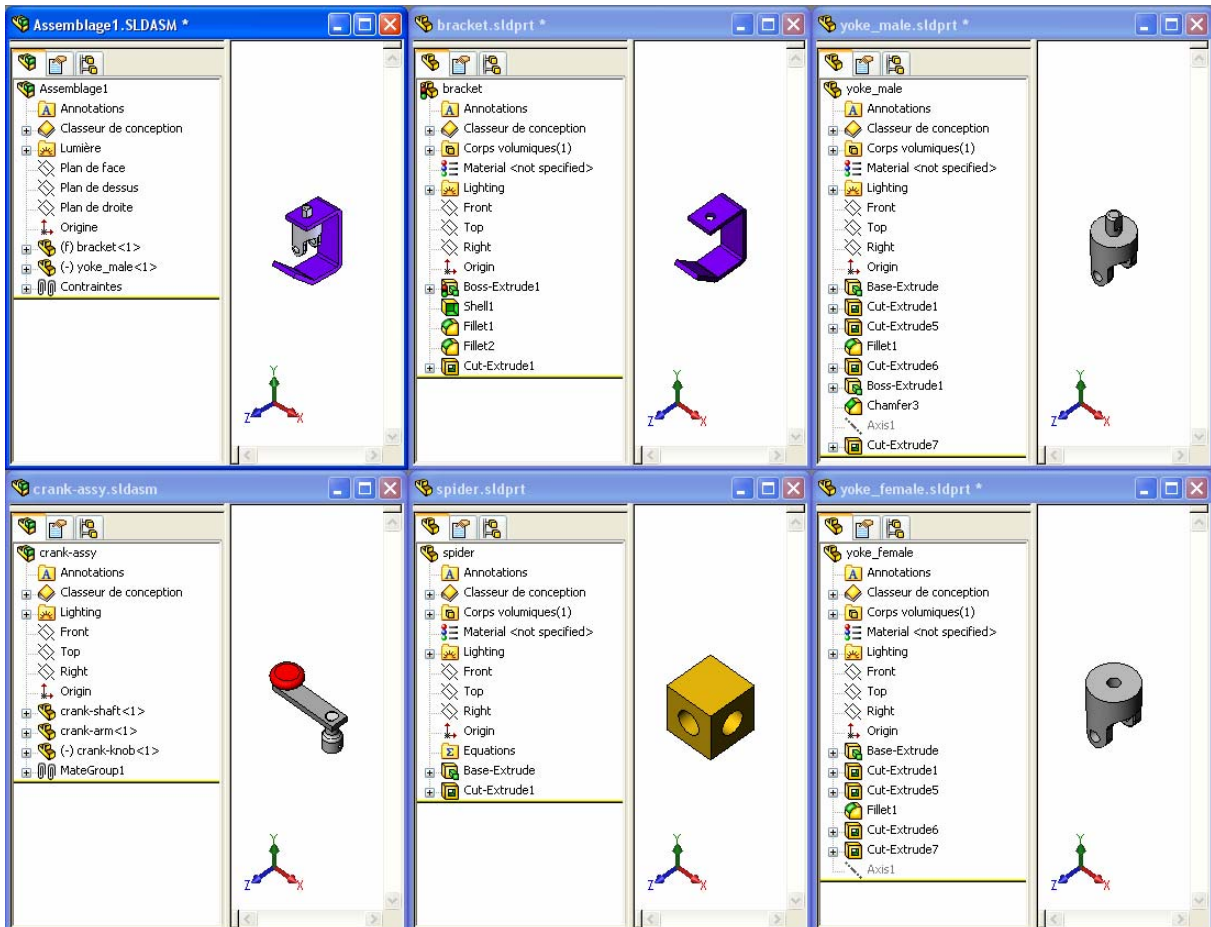 Assemblage1.SLDASM *
Assemblage1
A Annotations
Classeur de conception
Lumière
Plan de face
Plan de dessus
Plan de droite
Origine
(f) bracket<1>
(-) yoke_male<1>
Contraintes
Y
Z
X
bracket.sldprt *
bracket
A Annotations
Classeur de conception
Corps volumiques(1)
Material <not specified>
Lighting
Front
Top
Right
Origin
Boss-Extrude1
Shell1
Fillet1
Fillet2
Cut-Extrude1
Y
Z
X
yoke_male.sldprt *
yoke_male
A Annotations
Classeur de conception
Corps volumiques(1)
Material <not specified>
Lighting
Front
Top
Right
Origin
Base-Extrude
Cut-Extrude1
Cut-Extrude5
Fillet1
Cut-Extrude6
Boss-Extrude1
Chamfer3
Axis1
Cut-Extrude7
Y
Z
X
crank-assy.sldasm
crank-assy
A Annotations
Classeur de conception
Lighting
Front
Top
Right
Origin
crank-shaft<1>
crank-arm<1>
(-) crank-knob<1>
MateGroup1
Y
Z
X
spider.sldprt
spider
A Annotations
Classeur de conception
Corps volumiques(1)
Material <not specified>
Lighting
Front
Top
Right
Origin
Σ Equations
Base-Extrude
Cut-Extrude1
Y
Z
X
yoke_female.sldprt *
yoke_female
A Annotations
Classeur de conception
Corps volumiques(1)
Material <not specified>
Lighting
Front
Top
Right
Origin
Base-Extrude
Cut-Extrude1
Cut-Extrude5
Fillet1
Cut-Extrude6
Cut-Extrude7
Axis1
Y
Z
X